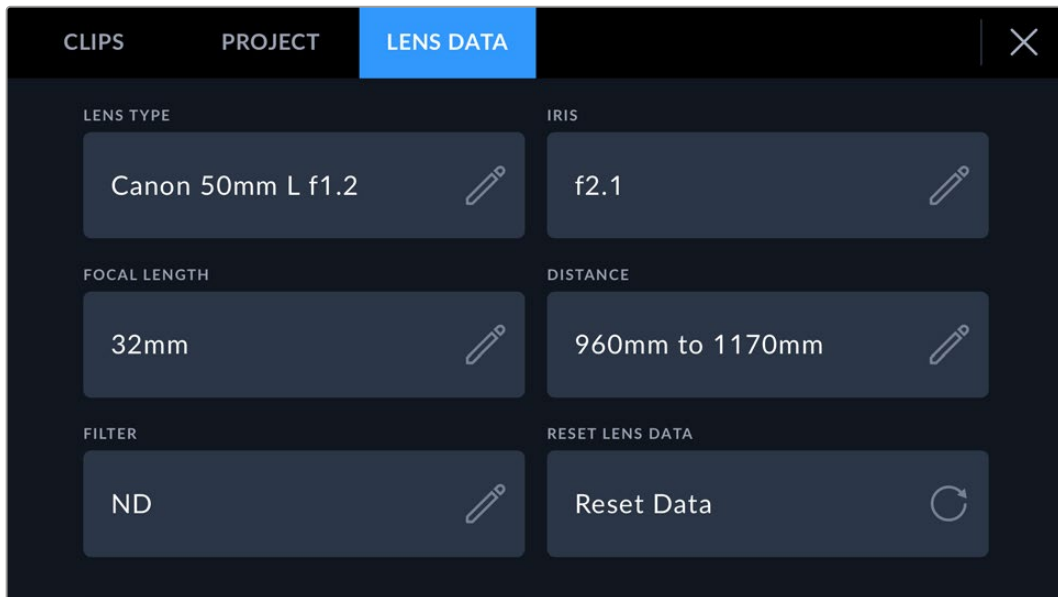 CLIPS PROJECT LENS DATA
LENS TYPE IRIS
Canon 50mm L f1.2 f2.1
FOCAL LENGTH DISTANCE
32mm 960mm to 1170mm
FILTER RESET LENS DATA
ND Reset Data